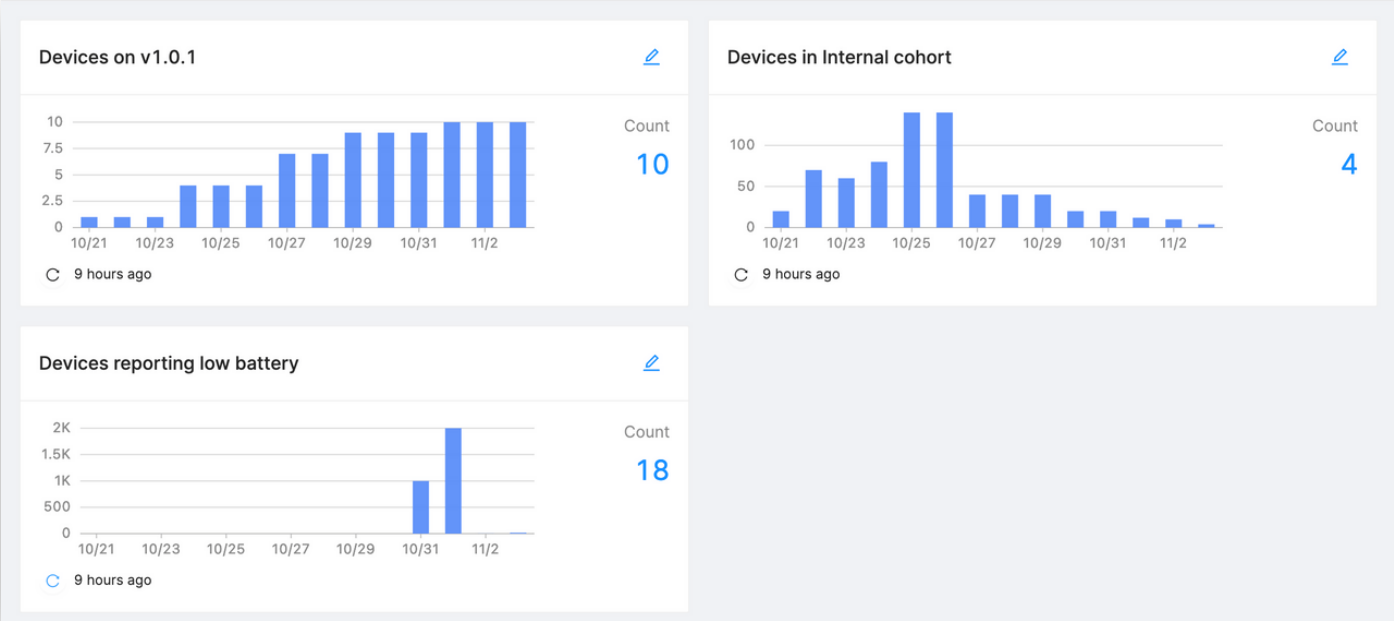 Devices on v1.0.1
Count
10
10
7.5
5
2.5
0
10/21 10/23 10/25 10/27 10/29 10/31 11/2
9 hours ago
Devices in Internal cohort
Count
4
100
50
0
10/21 10/23 10/25 10/27 10/29 10/31 11/2
9 hours ago
Devices reporting low battery
Count
18
2K
1.5K
1K
500
0
10/21 10/23 10/25 10/27 10/29 10/31 11/2
9 hours ago